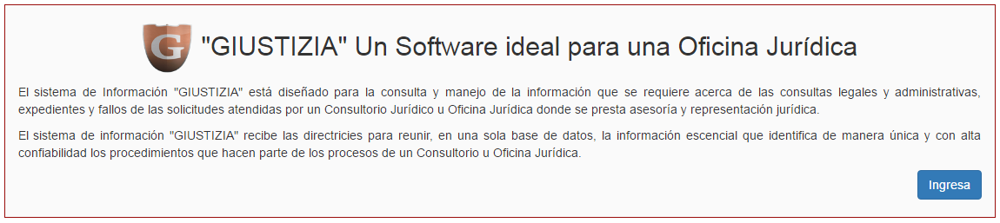 G "GIUSTIZIA" Un Software ideal para una Oficina Jurídica
El sistema de Información "GIUSTIZIA" está diseñado para la consulta y manejo de la información que se requiere acerca de las consultas legales y administrativas,
expedientes y fallos de las solicitudes atendidas por un Consultorio Jurídico u Oficina Jurídica donde se presta asesoría y representación jurídica.
El sistema de información "GIUSTIZIA" recibe las directricies para reunir, en una sola base de datos, la información escencial que identifica de manera única y con alta
confiabilidad los procedimientos que hacen parte de los procesos de un Consultorio u Oficina Jurídica.
Ingresa